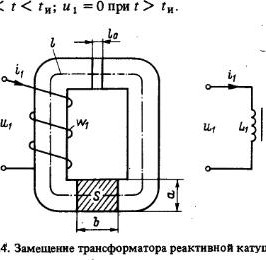 < t < tи; u₁ = 0 при t > tи.
l₀
l
i₁
i₁
u₁
w₁
u₁
L₁
S
a
b
4. Замещение трансформатора реактивной катуш